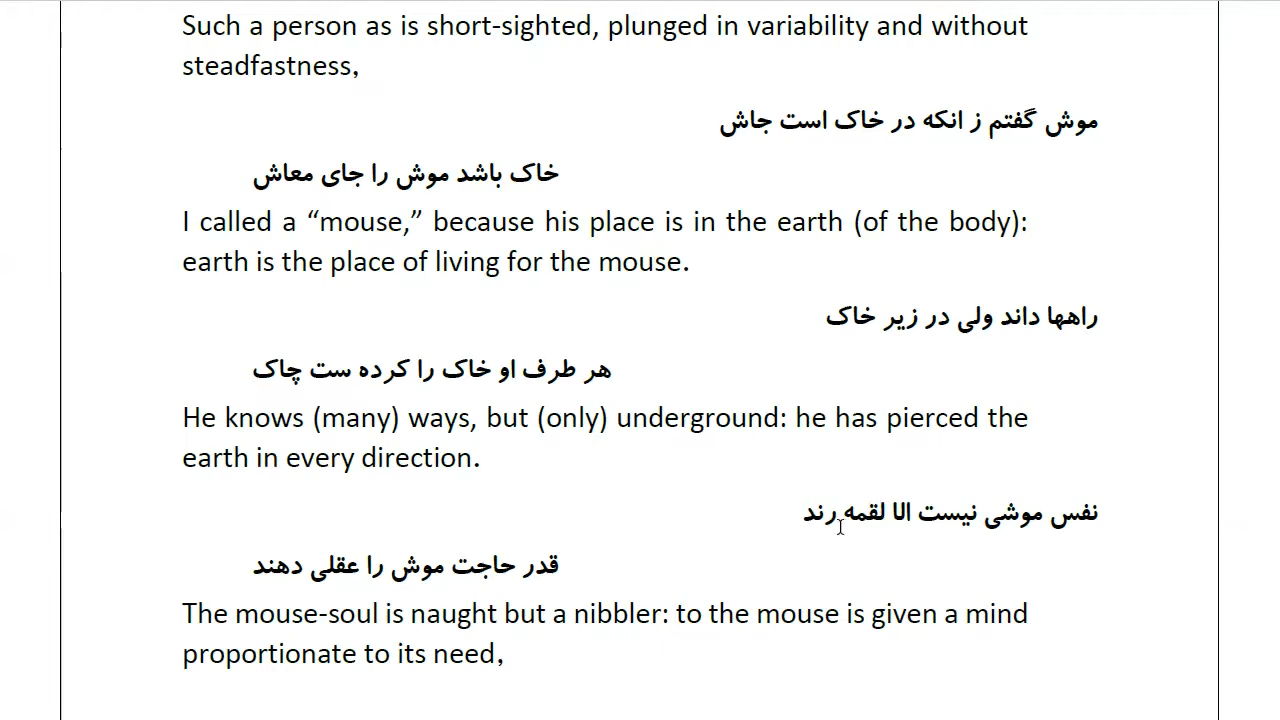 Such a person as is short-sighted, plunged in variability and without
steadfastness,
موش گفتم ز انکه در خاک است جاش
خاک باشد موش را جای معاش
I called a “mouse,” because his place is in the earth (of the body):
earth is the place of living for the mouse.
راهها داند ولی در زیر خاک
هر طرف او خاک را کرده ست چاک
He knows (many) ways, but (only) underground: he has pierced the
earth in every direction.
نفس موشی نیست الا لقمه رند
قدر حاجت موش را عقلی دهند
The mouse-soul is naught but a nibbler: to the mouse is given a mind
proportionate to its need,